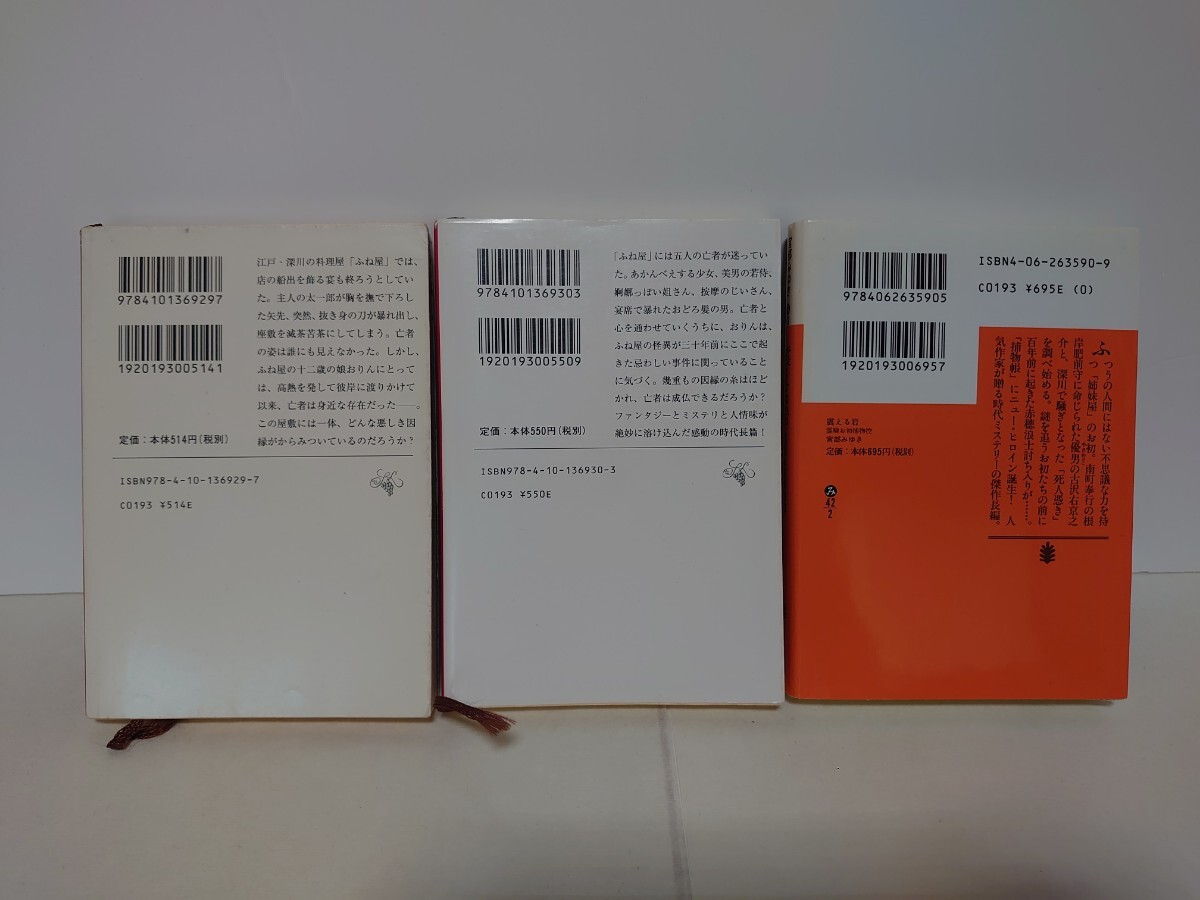 9784101369297
1920193005141
定価：本体514円(税別)
江戸・深川の料理屋「ふね屋」では、
店の船出を飾る宴も終ろうとしてい
た。主人の太一郎が胸を撫で下ろし
た矢先、突然、抜き身の刀が暴れ出し、
座敷を滅茶苦茶にしてしまう。亡者
の姿は誰にも見えなかった。しかし、
ふね屋の十二歳の娘おりんにとって
は、高熱を発して彼岸に渡りかけて
以来、亡者は身近な存在だった――。
この屋敷には一体、どんな悪しき因
縁がからみついているのだろうか？
ISBN978-4-10-136929-7
C0193 ¥514E
9784101369303
1920193005509
定価：本体550円(税別)
「ふね屋」には五人の亡者が迷ってい
た。あかんべえする少女、美男の若侍、
婀娜っぽい姐さん、按摩のじいさん、
宴席で暴れたおどろ髪の男。亡者と
心を通わせていくうちに、おりんは、
ふね屋の怪異が三十年前にここで起
きた忌わしい事件に関っていること
に気づく。幾重もの因縁の糸はほど
かれ、亡者は成仏できるだろうか？
ファンタジーとミステリと人情味が
絶妙に溶け込んだ感動の時代長篇！
ISBN978-4-10-136930-3
C0193 ¥550E
9784062635905
1920193006957
ISBN4-06-263590-9
C0193 ¥695E (0)
ふつうの人間にはない不思議な力を持
つ「姉妹屋」のお初。南町奉行の根
岸肥前守に命じられた優男の古沢右京之
介と、深川で騒ぎとなった「死人憑き」
を調べ始める。謎を追うお初たちの前に
百年前に起きた赤穂浪士討ち入りが……。
「捕物帳」にニュー・ヒロイン誕生！ 人
気作家が贈る時代ミステリーの傑作長編。
震える岩
霊験お初捕物控
宮部みゆき
定価：本体695円(税別)
み
42
2